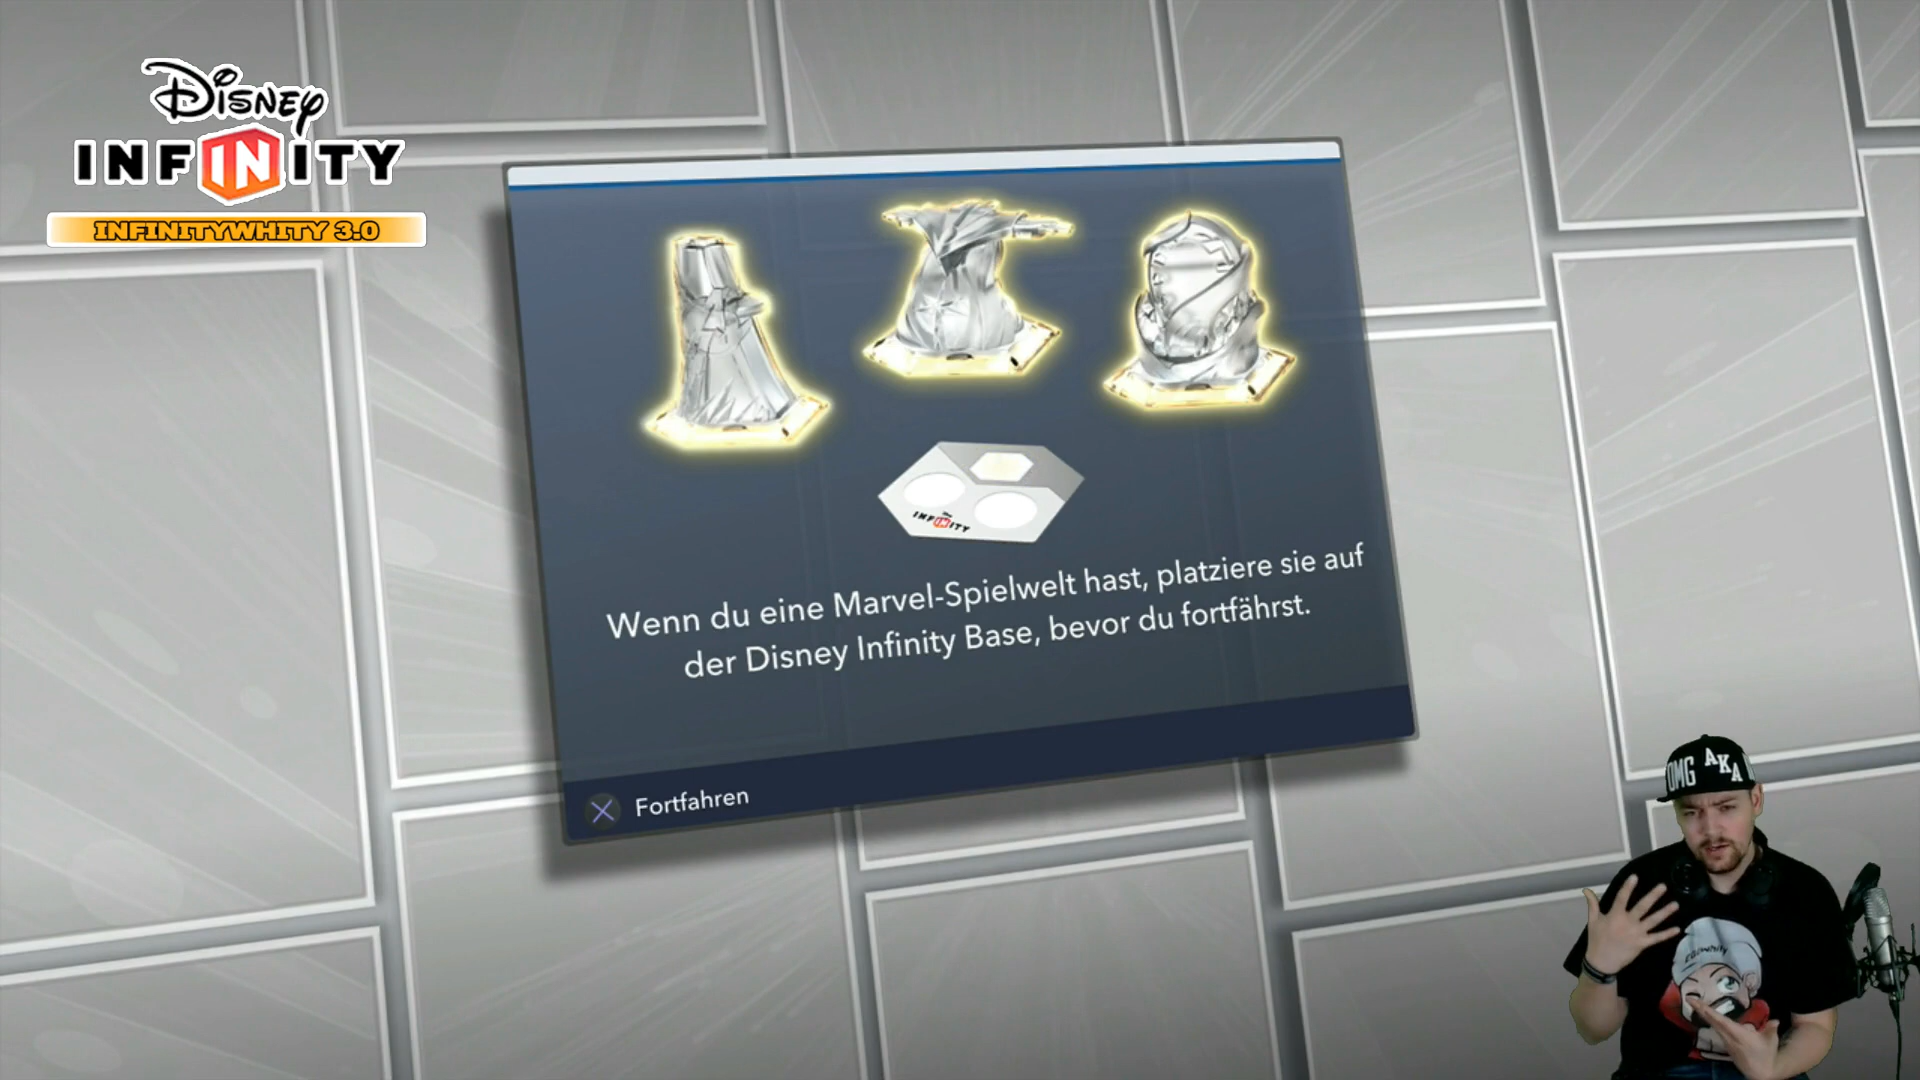 Disney
INFINITY
INFINITYWHITY 3.0
INFINITY
Wenn du eine Marvel-Spielwelt hast, platziere sie auf
der Disney Infinity Base, bevor du fortfährst.
Fortfahren
OMG AKA